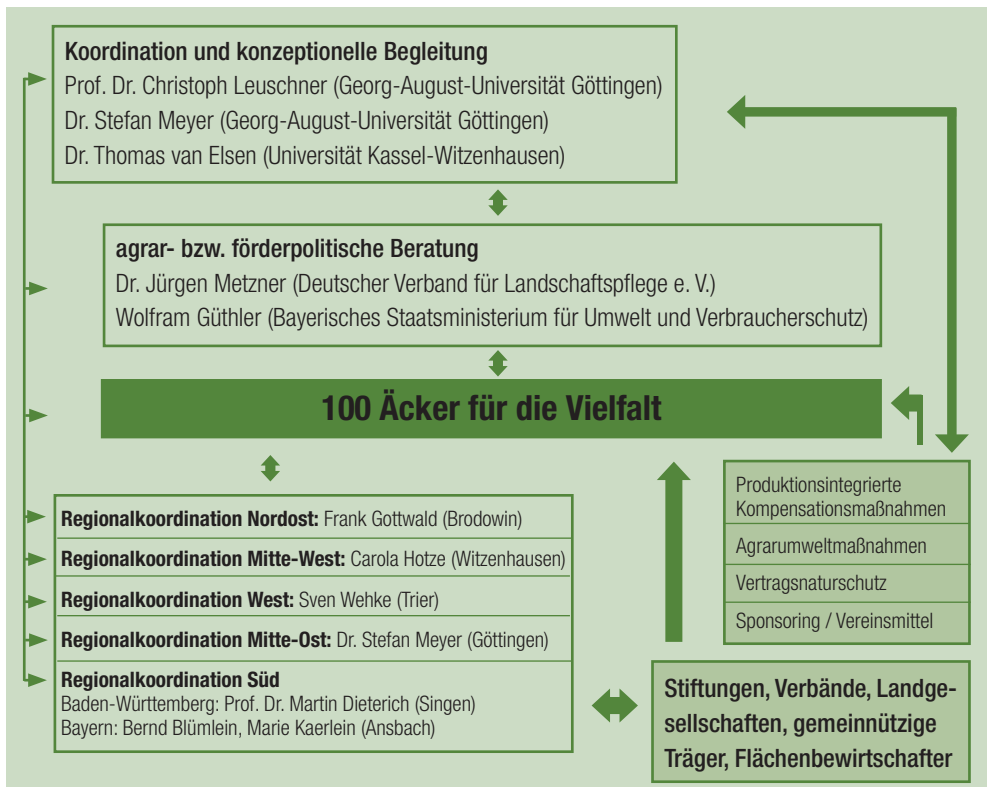 Koordination und konzeptionelle Begleitung
Prof. Dr. Christoph Leuschner (Georg-August-Universität Göttingen)
Dr. Stefan Meyer (Georg-August-Universität Göttingen)
Dr. Thomas van Elsen (Universität Kassel-Witzenhausen)
agrar- bzw. förderpolitische Beratung
Dr. Jürgen Metzner (Deutscher Verband für Landschaftspflege e. V.)
Wolfram Güthler (Bayerisches Staatsministerium für Umwelt und Verbraucherschutz)
100 Äcker für die Vielfalt
Regionalkoordination Nordost: Frank Gottwald (Brodowin)
Regionalkoordination Mitte-West: Carola Hotze (Witzenhausen)
Regionalkoordination West: Sven Wehke (Trier)
Regionalkoordination Mitte-Ost: Dr. Stefan Meyer (Göttingen)
Regionalkoordination Süd
Baden-Württemberg: Prof. Dr. Martin Dieterich (Singen)
Bayern: Bernd Blümlein, Marie Kaerlein (Ansbach)
Produktionsintegrierte
Kompensationsmaßnahmen
Agrarumweltmaßnahmen
Vertragsnaturschutz
Sponsoring / Vereinsmittel
Stiftungen, Verbände, Landge-
sellschaften, gemeinnützige
Träger, Flächenbewirtschafter